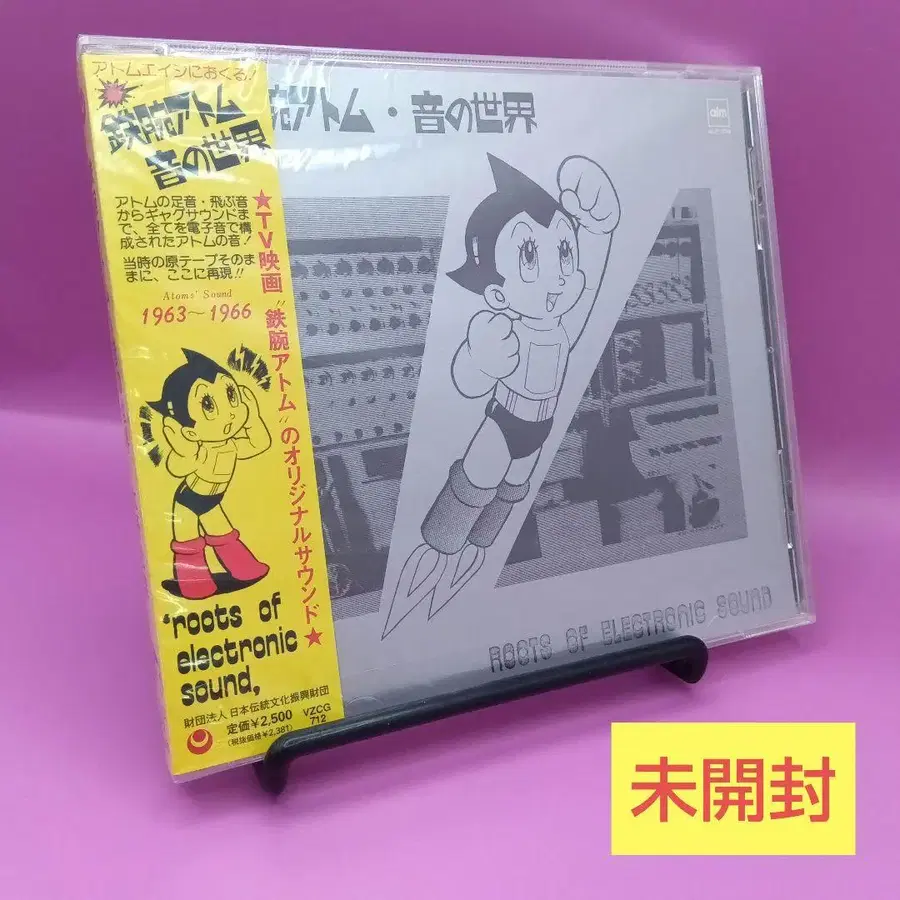 アトムエイジにおくる!!
鉄腕アトム
音の世界
アトムの足音・飛ぶ音
からギャグサウンドま
で、全てを電子音で構
成されたアトムの音!
当時の原テープそのま
まに、ここに再現!!
Atoms' Sound
1963〜1966
★TV映画"鉄腕アトム"のオリジナルサウンド★
'roots of
electronic
sound,
財団法人 日本伝統文化振興財団
定価¥2,500
(税抜価格¥2,381)
VZCG
712
腕アトム・音の世界
alm
ROOTS OF ELECTRONIC SOUND
未開封